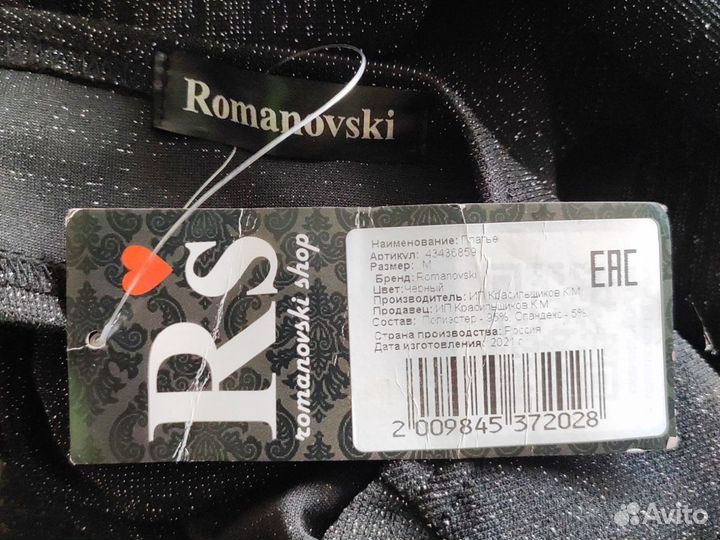 Romanovski
RS
romanovski shop
Наименование: Платье
Артикул: 43436859
Размер: M
Бренд: Romanovski
Цвет: Черный
Производитель: ИП Красильщиков К.М
Продавец: ИП Красильщиков К.М
Состав: Полиэстер - 95% Спандекс - 5%
Страна производства: Россия
Дата изготовления: 2021 г
EAC
2 009845 372028
Avito